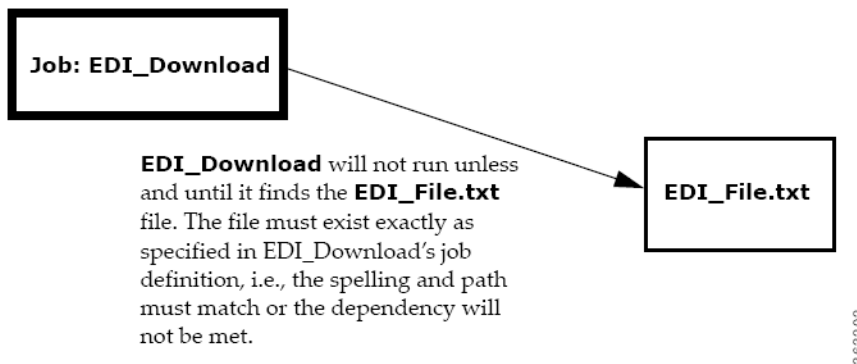 Job: EDI_Download
EDI_Download will not run unless
and until it finds the EDI_File.txt
file. The file must exist exactly as
specified in EDI_Download’s job
definition, i.e., the spelling and path
must match or the dependency will
not be met.
EDI_File.txt